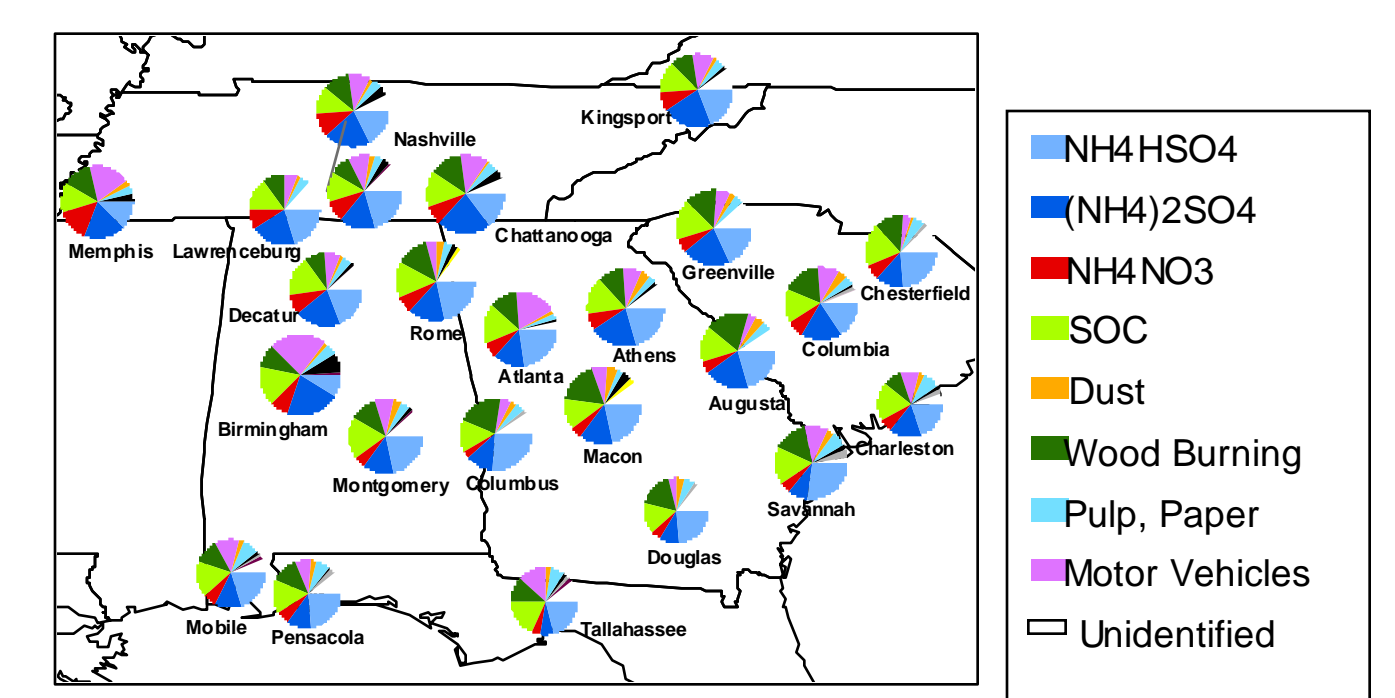 Kingsport
Nashville
Memphis
Lawrenceburg
Chattanooga
Greenville
Chesterfield
Decatur
Rome
Columbia
Athens
Atlanta
Augusta
Birmingham
Charleston
Macon
Montgomery
Columbus
Savannah
Douglas
Mobile
Pensacola
Tallahassee
NH4HSO4
(NH4)2SO4
NH4NO3
SOC
Dust
Wood Burning
Pulp, Paper
Motor Vehicles
Unidentified